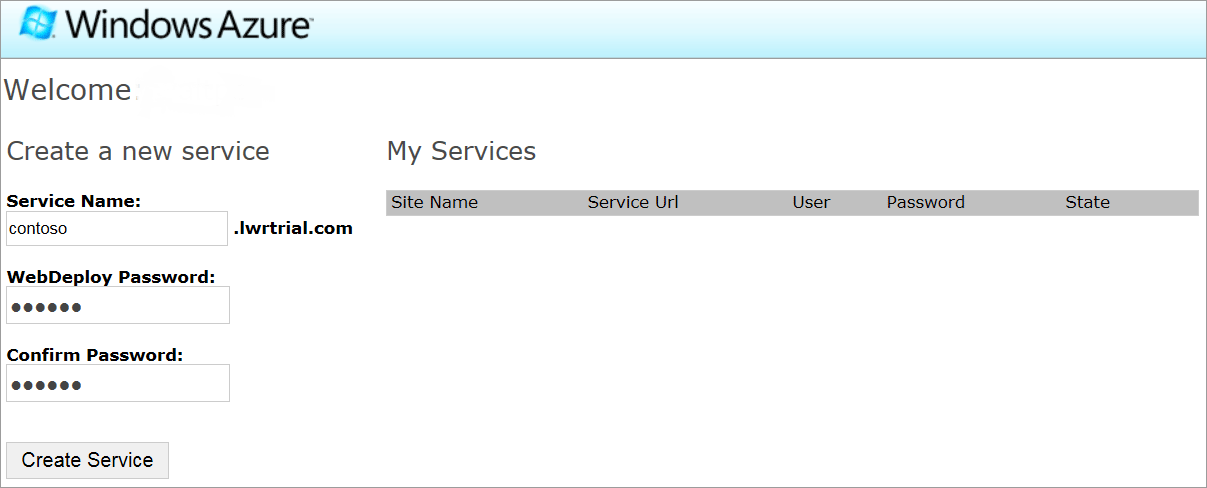 Windows Azure™
Welcome
Create a new service
Service Name:
contoso .lwrtrial.com
WebDeploy Password:
●●●●●●
Confirm Password:
●●●●●●
Create Service
My Services
Site Name Service Url User Password State